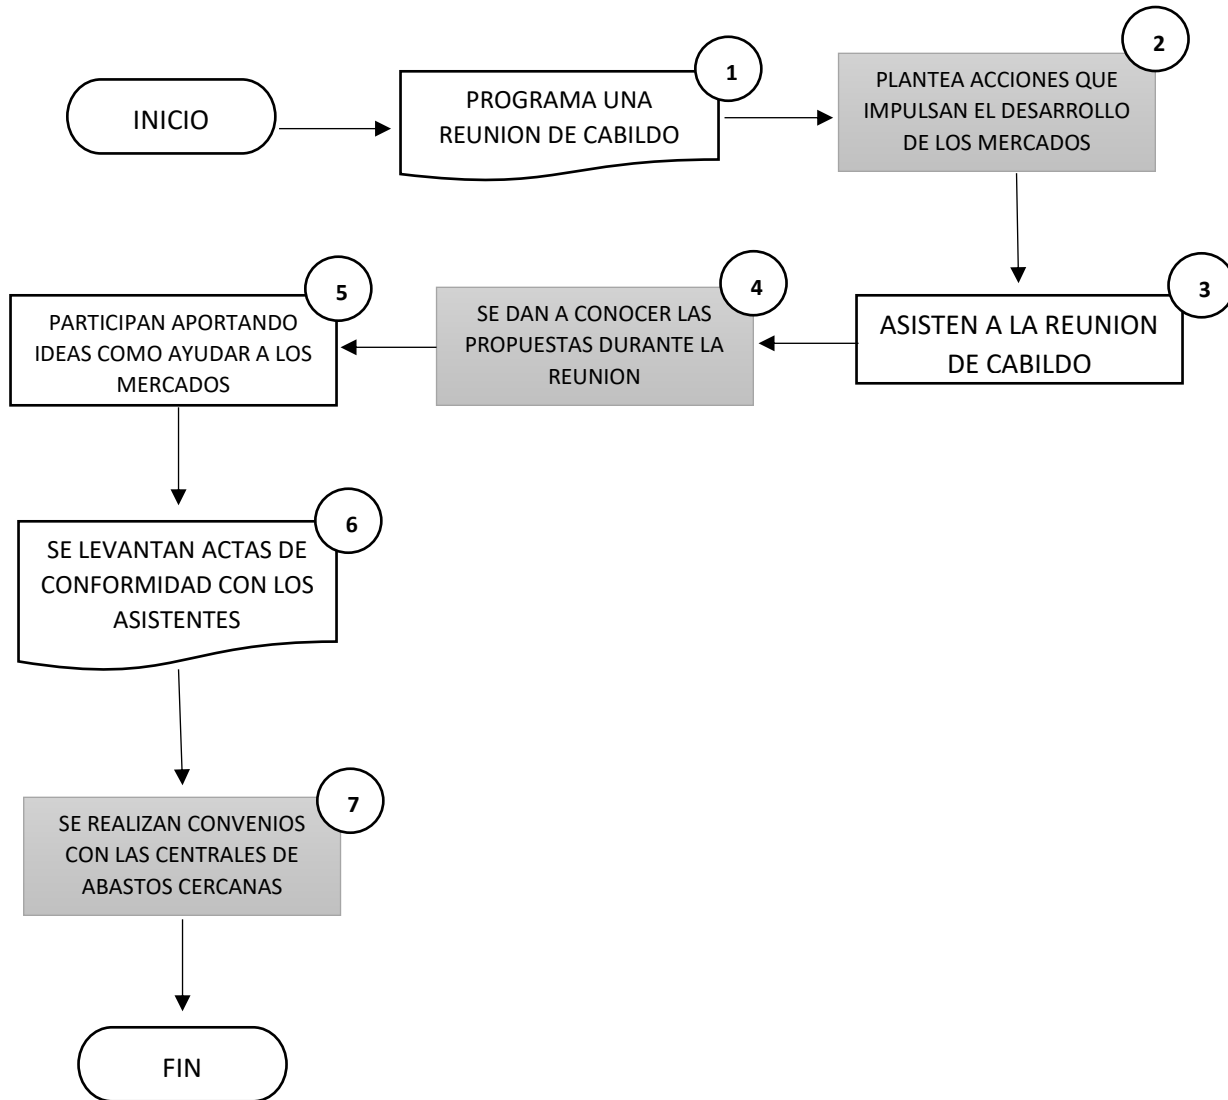 INICIO
1
PROGRAMA UNA
REUNION DE CABILDO
2
PLANTEA ACCIONES QUE
IMPULSAN EL DESARROLLO
DE LOS MERCADOS
3
ASISTEN A LA REUNION
DE CABILDO
4
SE DAN A CONOCER LAS
PROPUESTAS DURANTE LA
REUNION
5
PARTICIPAN APORTANDO
IDEAS COMO AYUDAR A LOS
MERCADOS
6
SE LEVANTAN ACTAS DE
CONFORMIDAD CON LOS
ASISTENTES
7
SE REALIZAN CONVENIOS
CON LAS CENTRALES DE
ABASTOS CERCANAS
FIN